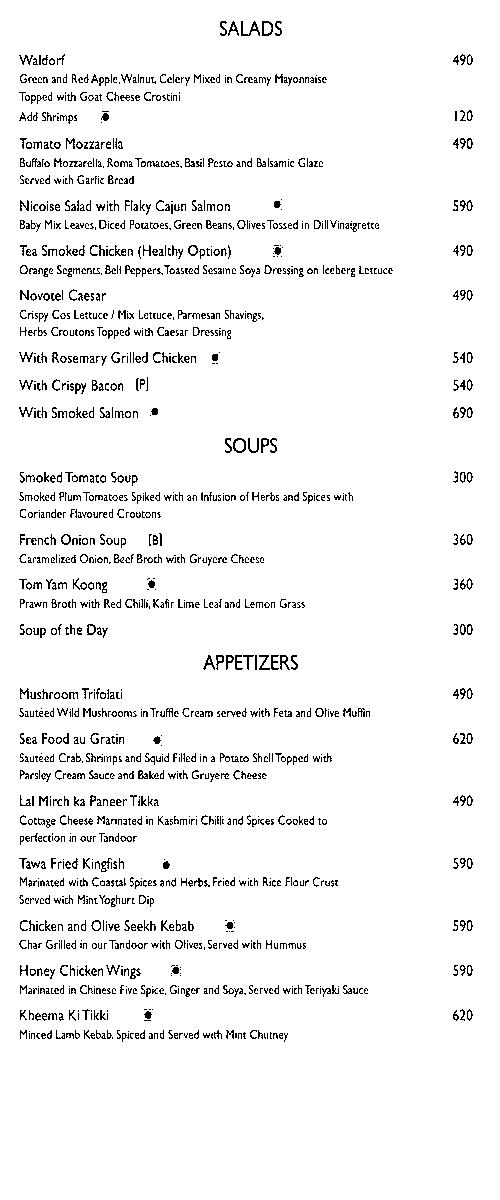 SALADS
Waldorf 490
Green and Red Apple, Walnut, Celery Mixed in Creamy Mayonnaise
Topped with Goat Cheese Crostini
Add Shrimps 120
Tomato Mozzarella 490
Buffalo Mozzarella, Roma Tomatoes, Basil Pesto and Balsamic Glaze
Served with Garlic Bread
Nicoise Salad with Flaky Cajun Salmon 590
Baby Mix Leaves, Diced Potatoes, Green Beans, Olives Tossed in Dill Vinaigrette
Tea Smoked Chicken (Healthy Option) 490
Orange Segments, Bell Peppers, Toasted Sesame Soya Dressing on Iceberg Lettuce
Novotel Caesar 490
Crispy Cos Lettuce / Mix Lettuce, Parmesan Shavings,
Herbs Croutons Topped with Caesar Dressing
With Rosemary Grilled Chicken 540
With Crispy Bacon [P] 540
With Smoked Salmon 690
SOUPS
Smoked Tomato Soup 300
Smoked Plum Tomatoes Spiked with an Infusion of Herbs and Spices with
Coriander Flavoured Croutons
French Onion Soup [B] 360
Caramelized Onion, Beef Broth with Gruyere Cheese
Tom Yam Koong 360
Prawn Broth with Red Chilli, Kafir Lime Leaf and Lemon Grass
Soup of the Day 300
APPETIZERS
Mushroom Trifolati 490
Sautéed Wild Mushrooms in Truffle Cream served with Feta and Olive Muffin
Sea Food au Gratin 620
Sautéed Crab, Shrimps and Squid Filled in a Potato Shell Topped with
Parsley Cream Sauce and Baked with Gruyere Cheese
Lal Mirch ka Paneer Tikka 490
Cottage Cheese Marinated in Kashmiri Chilli and Spices Cooked to
perfection in our Tandoor
Tawa Fried Kingfish 590
Marinated with Coastal Spices and Herbs, Fried with Rice Flour Crust
Served with Mint Yoghurt Dip
Chicken and Olive Seekh Kebab 590
Char Grilled in our Tandoor with Olives, Served with Hummus
Honey Chicken Wings 590
Marinated in Chinese Five Spice, Ginger and Soya, Served with Teriyaki Sauce
Kheema Ki Tikki 620
Minced Lamb Kebab, Spiced and Served with Mint Chutney